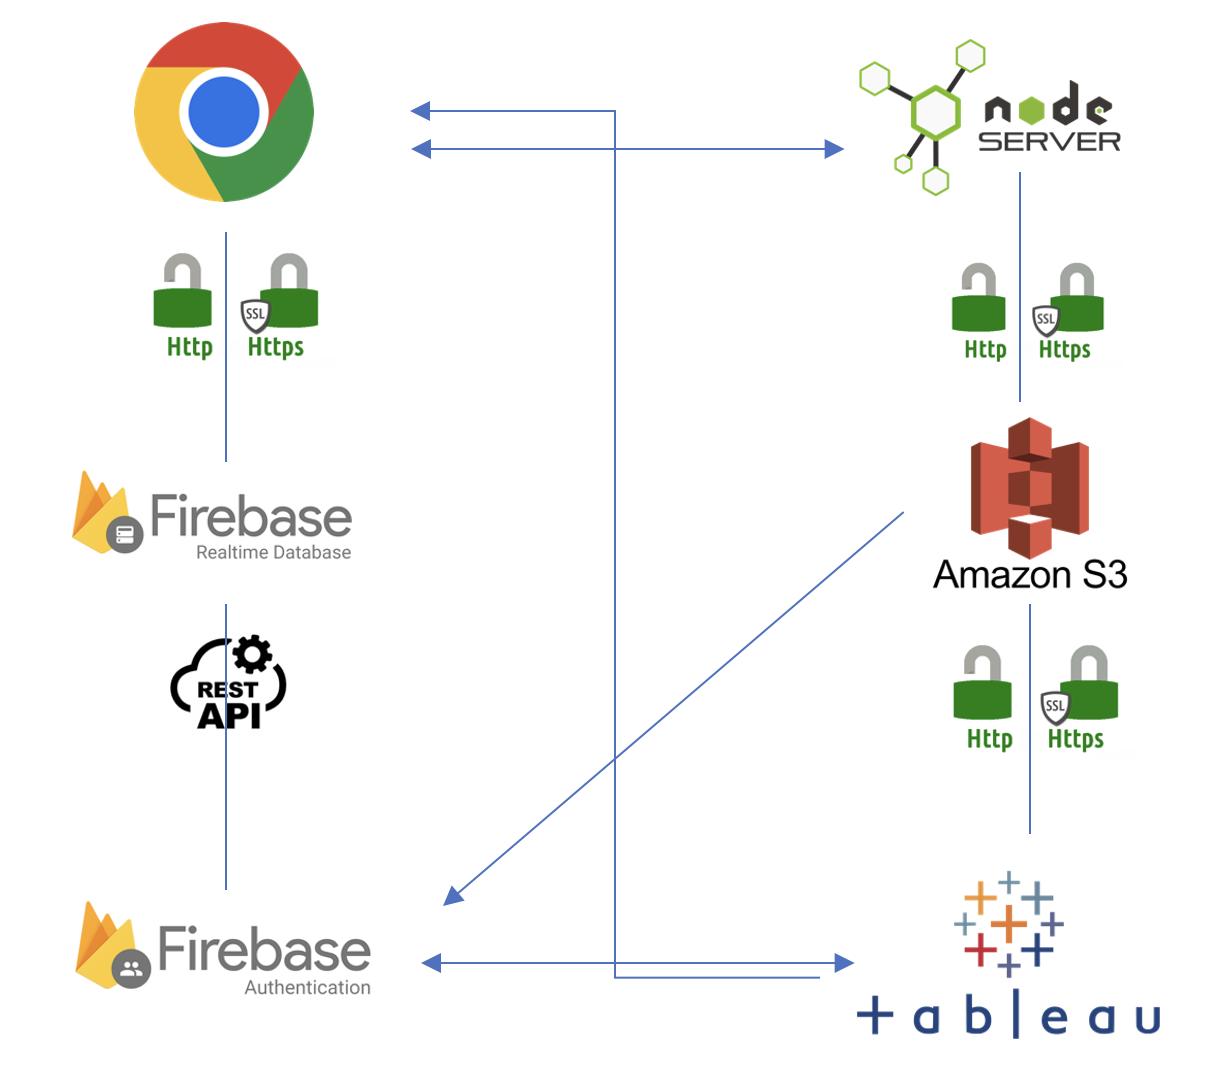 node
SERVER
SSL
Http
Https
SSL
Http
Https
Firebase
Realtime Database
Amazon S3
REST
API
SSL
Http
Https
Firebase
Authentication
+ableau